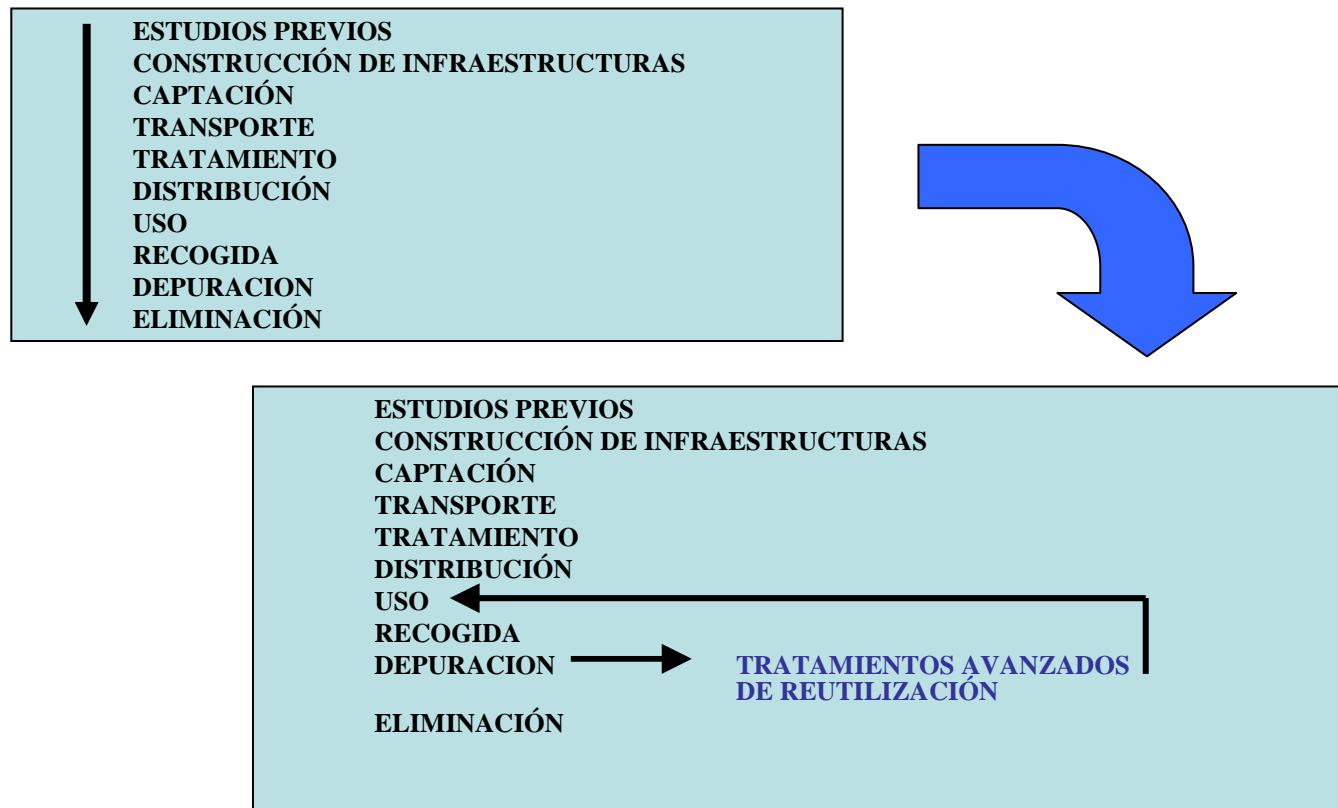 ESTUDIOS PREVIOS
CONSTRUCCIÓN DE INFRAESTRUCTURAS
CAPTACIÓN
TRANSPORTE
TRATAMIENTO
DISTRIBUCIÓN
USO
RECOGIDA
DEPURACION
ELIMINACIÓN
ESTUDIOS PREVIOS
CONSTRUCCIÓN DE INFRAESTRUCTURAS
CAPTACIÓN
TRANSPORTE
TRATAMIENTO
DISTRIBUCIÓN
USO
RECOGIDA
DEPURACION
TRATAMIENTOS AVANZADOS
DE REUTILIZACIÓN
ELIMINACIÓN